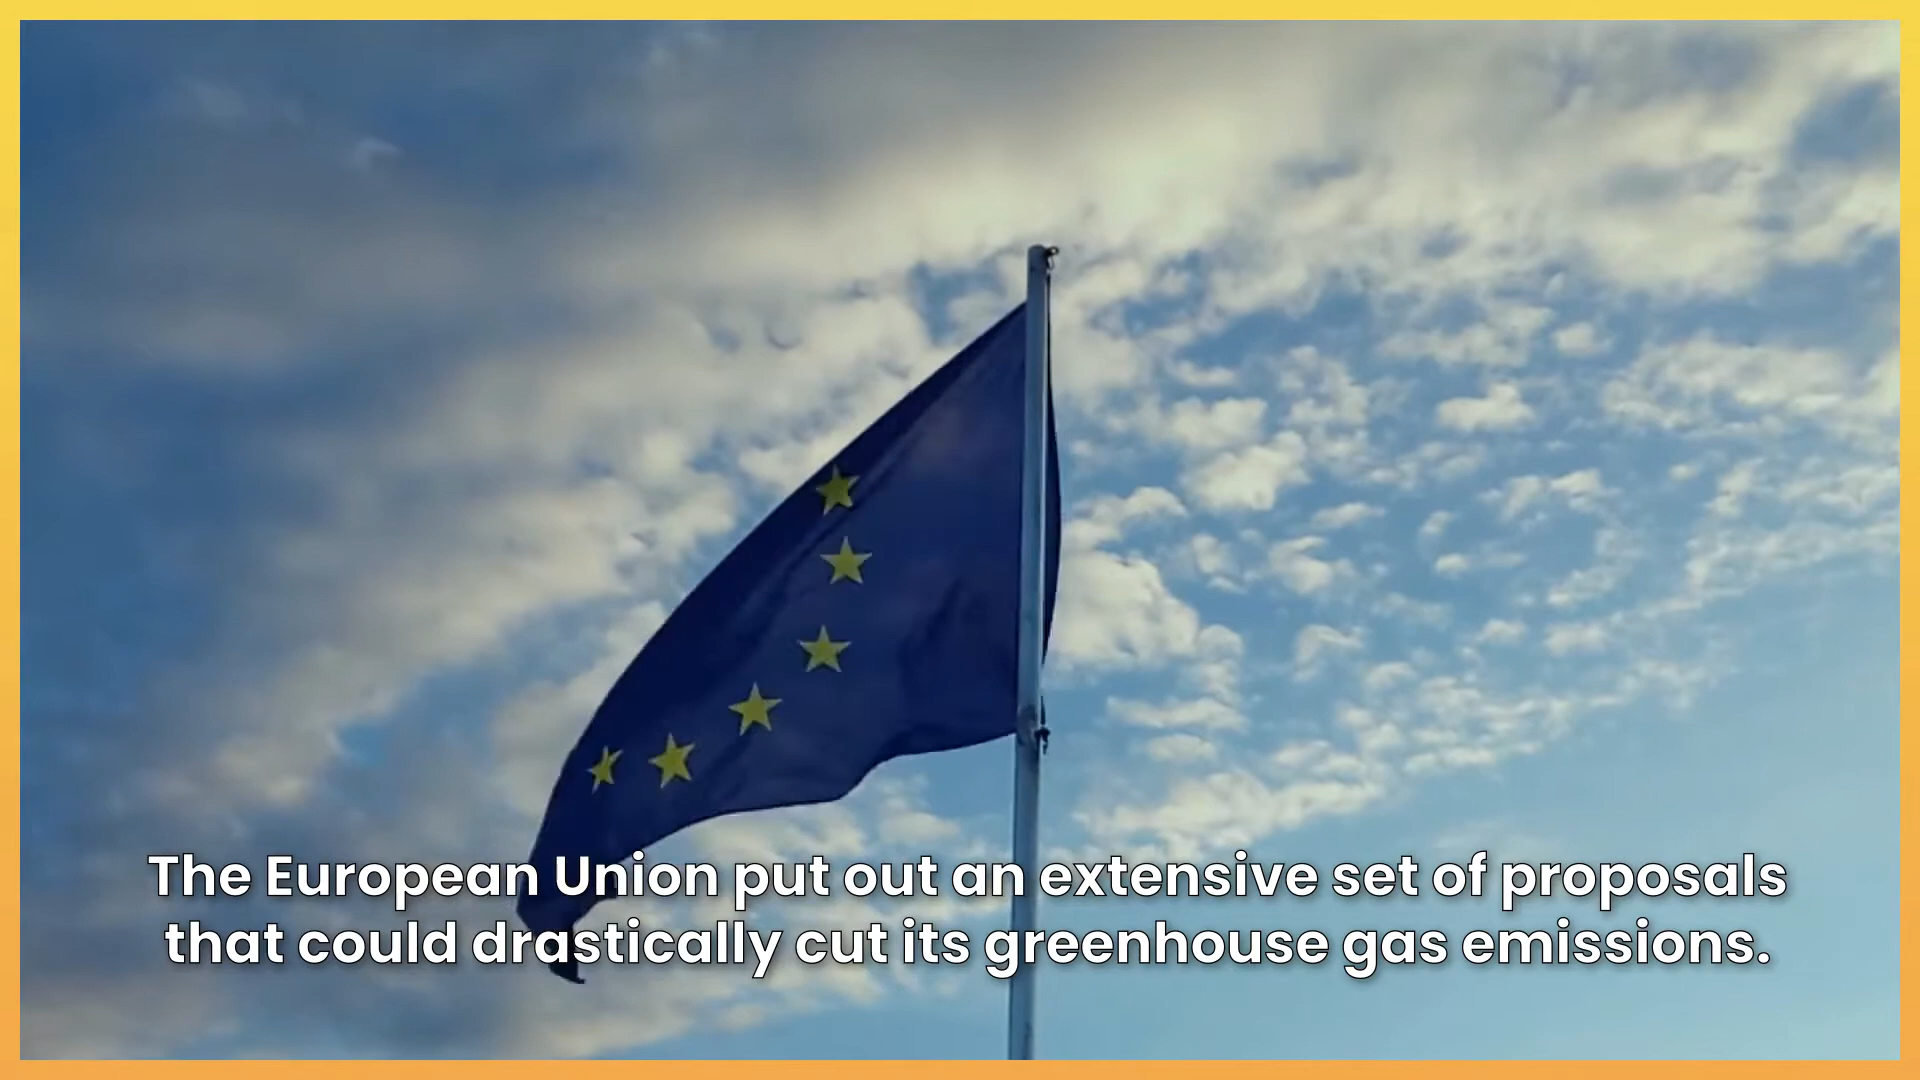 The European Union put out an extensive set of proposals
that could drastically cut its greenhouse gas emissions.